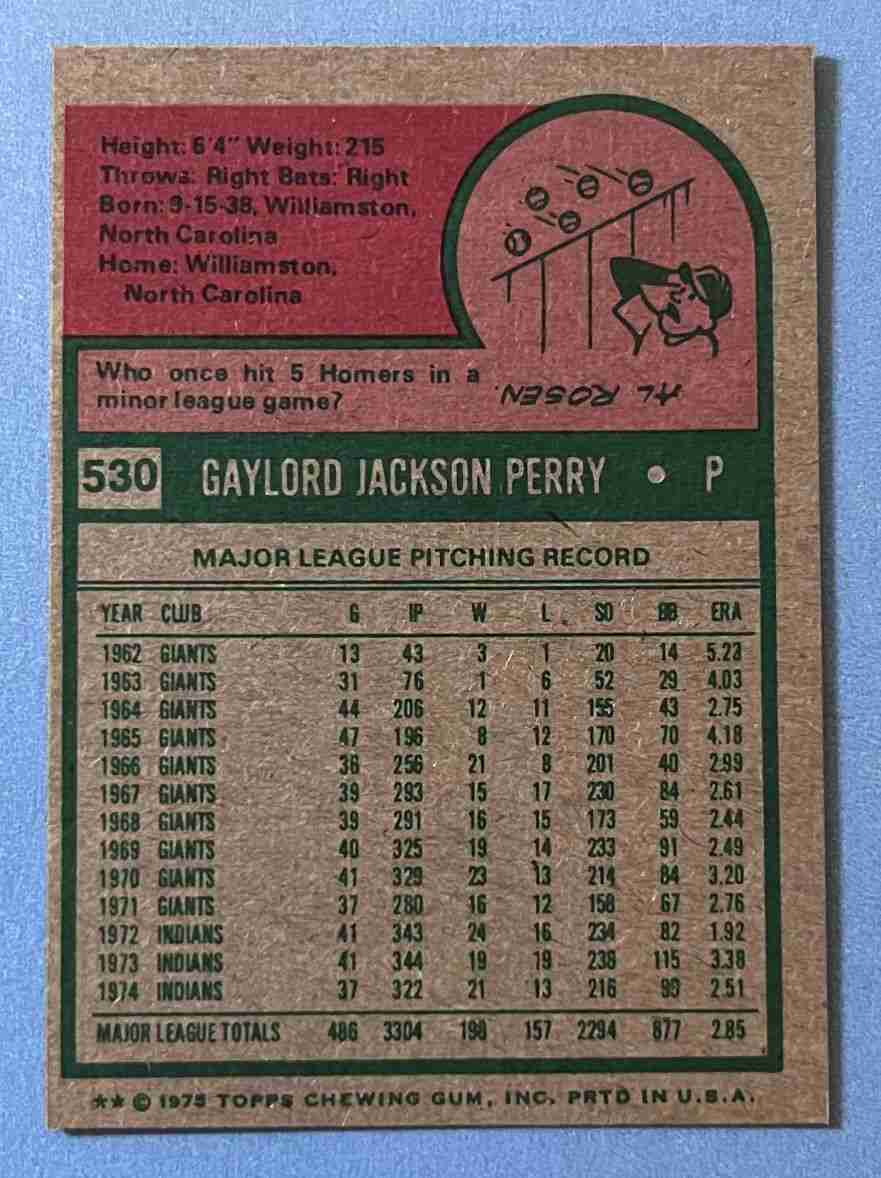 Height: 6'4" Weight: 215
Throws: Right Bats: Right
Born: 9-15-38, Williamston,
North Carolina
Home: Williamston,
North Carolina
Who once hit 5 Homers in a
minor league game?
AL ROSEN.
530 GAYLORD JACKSON PERRY • P
MAJOR LEAGUE PITCHING RECORD
YEAR CLUB G IP W L SO BB ERA
1962 GIANTS 13 43 3 1 20 14 5.23
1963 GIANTS 31 76 1 6 52 29 4.03
1964 GIANTS 44 206 12 11 155 43 2.75
1965 GIANTS 47 196 8 12 170 70 4.18
1966 GIANTS 36 256 21 8 201 40 2.99
1967 GIANTS 39 293 15 17 230 84 2.61
1968 GIANTS 39 291 16 15 173 59 2.44
1969 GIANTS 40 325 19 14 233 91 2.49
1970 GIANTS 41 329 23 13 214 84 3.20
1971 GIANTS 37 280 16 12 158 67 2.76
1972 INDIANS 41 343 24 16 234 82 1.92
1973 INDIANS 41 344 19 19 238 115 3.38
1974 INDIANS 37 322 21 13 216 99 2.51
MAJOR LEAGUE TOTALS 486 3304 198 157 2294 877 2.85
★★ © 1975 TOPPS CHEWING GUM, INC. PRTD IN U.S.A.